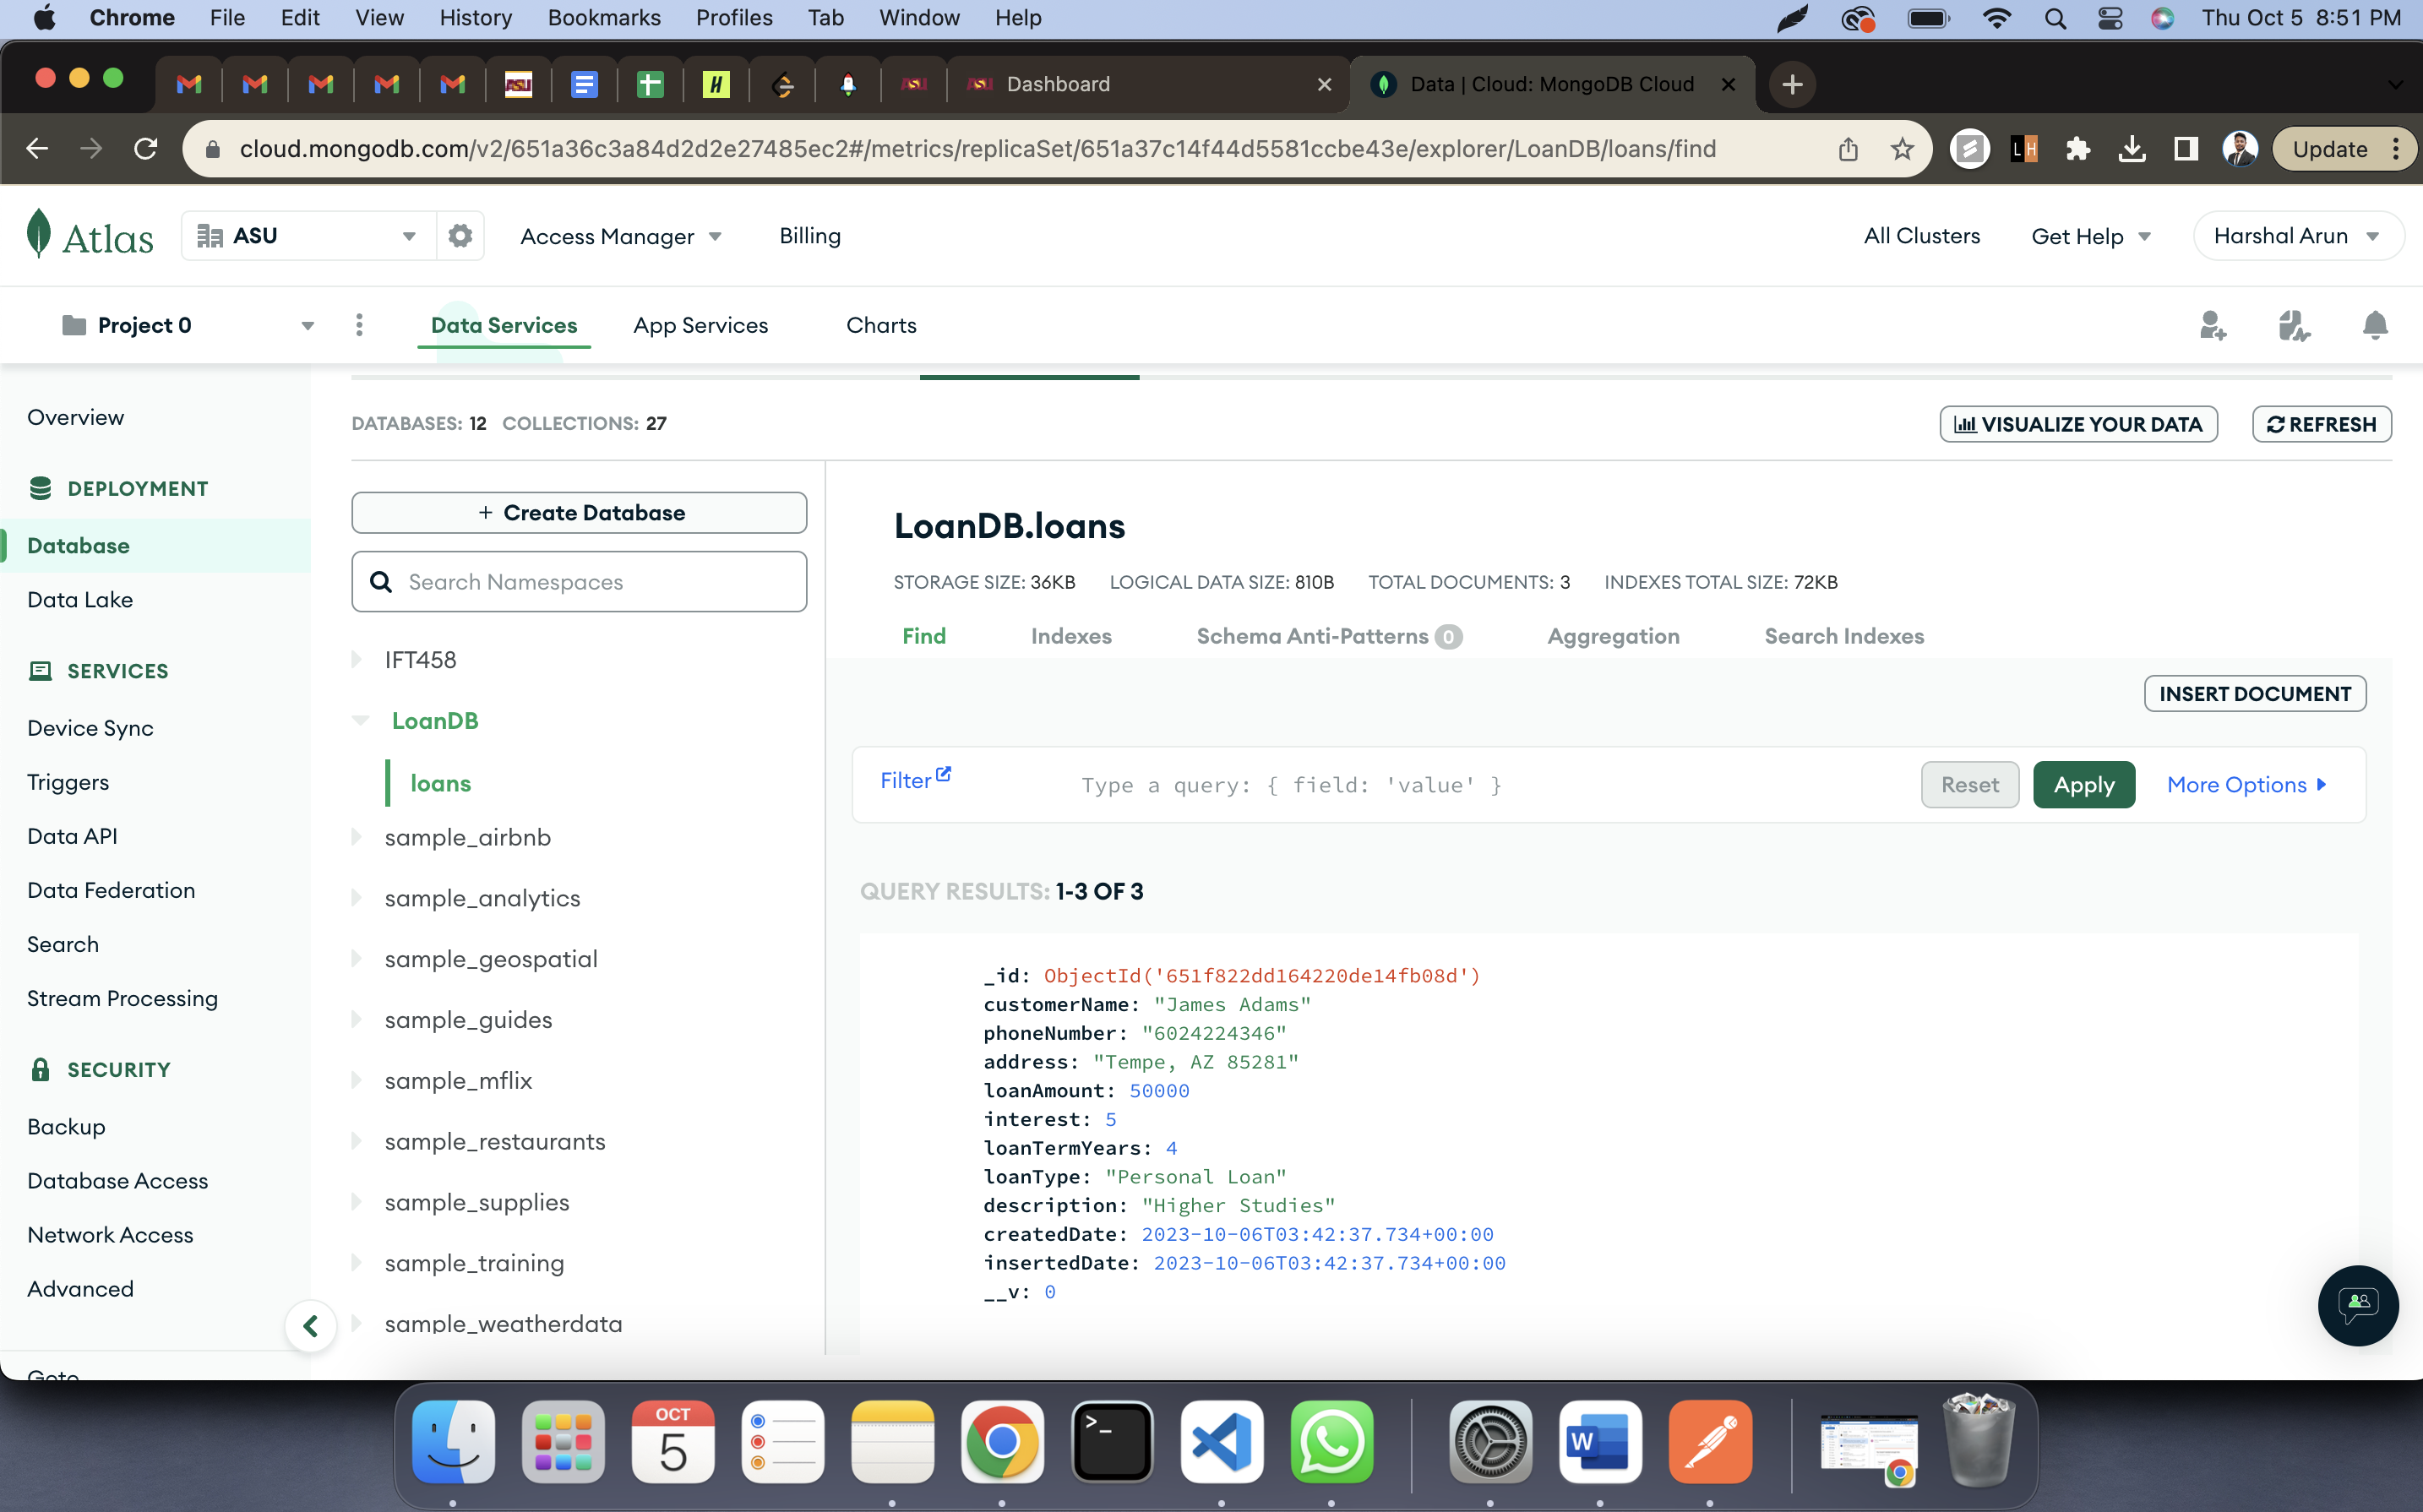 Chrome File Edit View History Bookmarks Profiles Tab Window Help Thu Oct 5 8:51 PM
Dashboard Data | Cloud: MongoDB Cloud
cloud.mongodb.com/v2/651a36c3a84d2d2e27485ec2#/metrics/replicaSet/651a37c14f44d5581ccbe43e/explorer/LoanDB/loans/find LH Update
Atlas ASU Access Manager Billing All Clusters Get Help Harshal Arun
Project 0 Data Services App Services Charts
Overview
DEPLOYMENT
Database
Data Lake
SERVICES
Device Sync
Triggers
Data API
Data Federation
Search
Stream Processing
SECURITY
Backup
Database Access
Network Access
Advanced
Goto
DATABASES: 12 COLLECTIONS: 27
VISUALIZE YOUR DATA
REFRESH
+ Create Database
Search Namespaces
IFT458
LoanDB
loans
sample_airbnb
sample_analytics
sample_geospatial
sample_guides
sample_mflix
sample_restaurants
sample_supplies
sample_training
sample_weatherdata
LoanDB.loans
STORAGE SIZE: 36KB LOGICAL DATA SIZE: 810B TOTAL DOCUMENTS: 3 INDEXES TOTAL SIZE: 72KB
Find Indexes Schema Anti-Patterns 0 Aggregation Search Indexes
INSERT DOCUMENT
Filter Type a query: { field: 'value' } Reset Apply More Options
QUERY RESULTS: 1-3 OF 3
_id: ObjectId('651f822dd164220de14fb08d')
customerName: "James Adams"
phoneNumber: "6024224346"
address: "Tempe, AZ 85281"
loanAmount: 50000
interest: 5
loanTermYears: 4
loanType: "Personal Loan"
description: "Higher Studies"
createdDate: 2023-10-06T03:42:37.734+00:00
insertedDate: 2023-10-06T03:42:37.734+00:00
__v: 0
OCT
5
>_
W